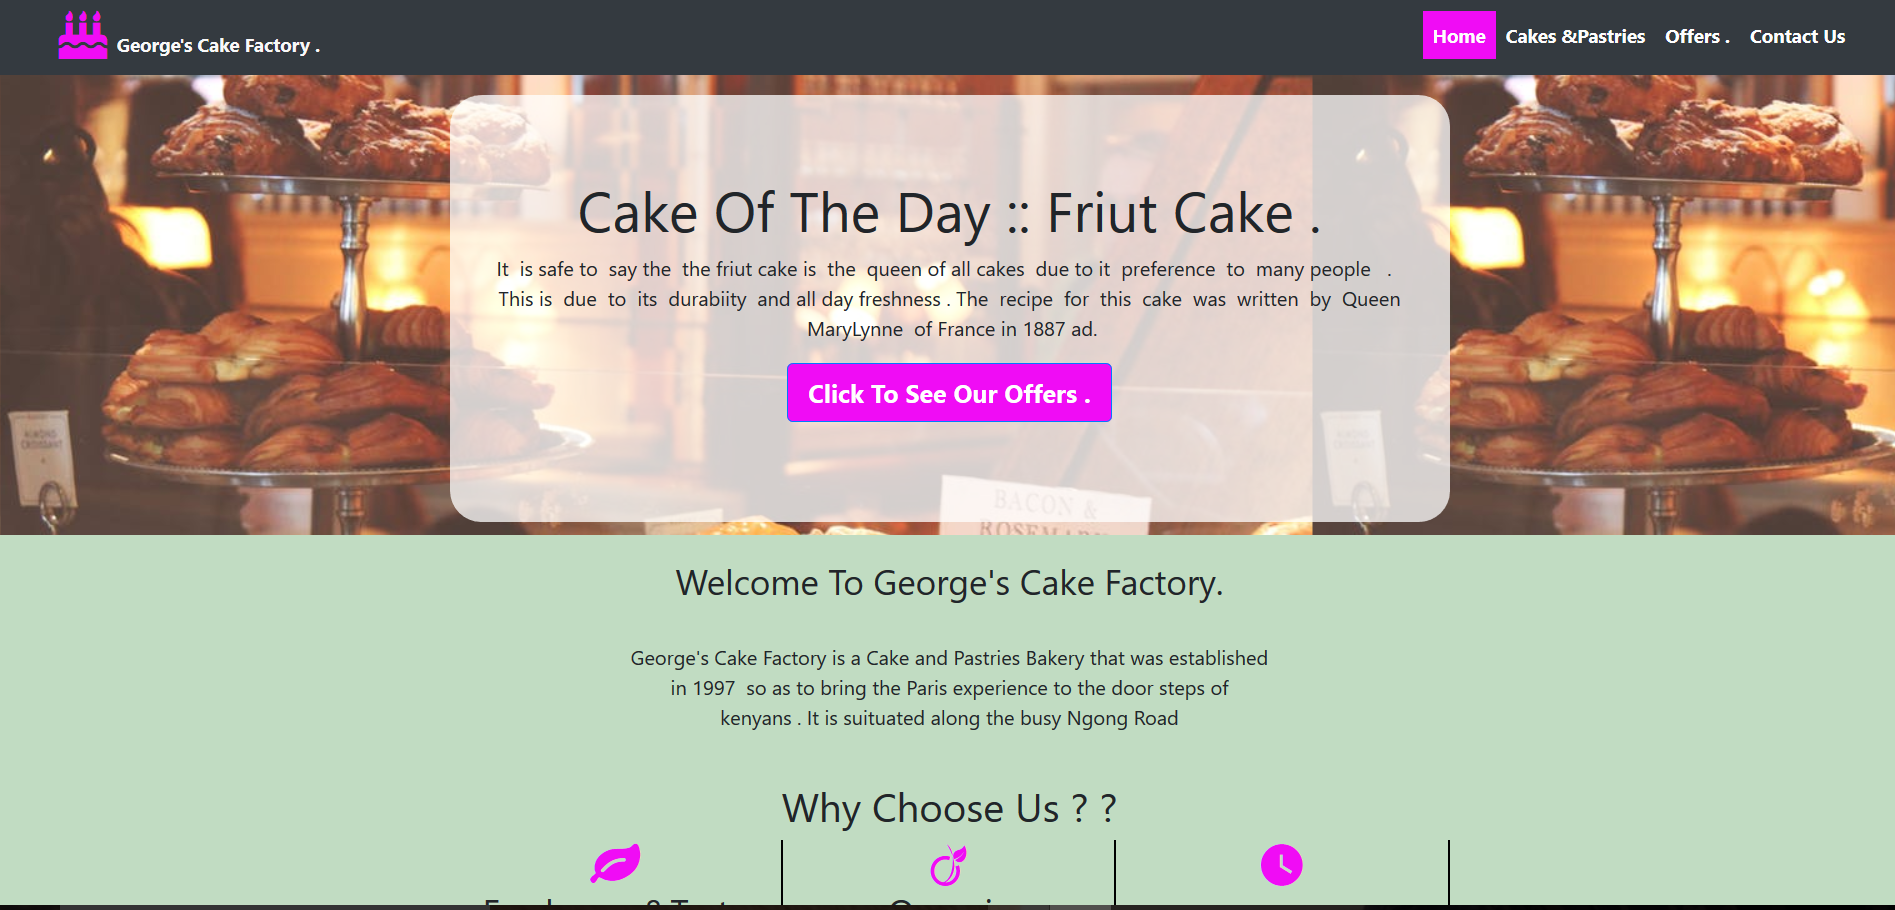 George's Cake Factory .
Home
Cakes &Pastries
Offers .
Contact Us
Cake Of The Day :: Friut Cake .
It is safe to say the the friut cake is the queen of all cakes due to it preference to many people .
This is due to its durabiity and all day freshness . The recipe for this cake was written by Queen
MaryLynne of France in 1887 ad.
Click To See Our Offers .
ALMOND
CROISSANT
BACON &
ROSEMARY
Welcome To George's Cake Factory.
George's Cake Factory is a Cake and Pastries Bakery that was established
in 1997 so as to bring the Paris experience to the door steps of
kenyans . It is suituated along the busy Ngong Road
Why Choose Us ? ?